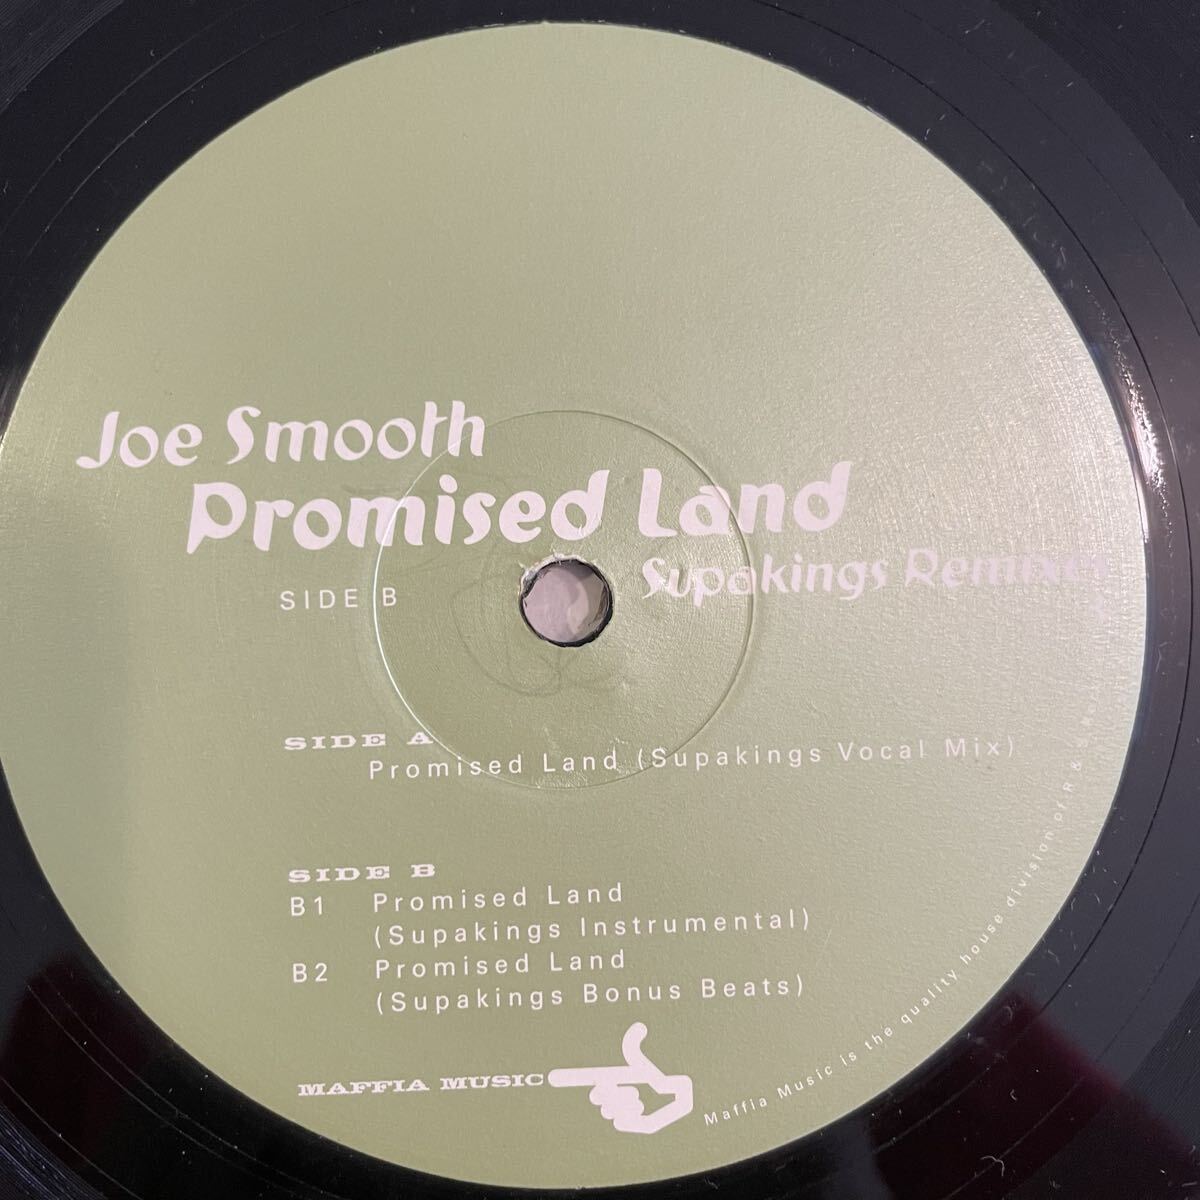 Joe Smooth
Promised Land
Supakings Remixes
SIDE B
SIDE A
Promised Land (Supakings Vocal Mix)
SIDE B
B1 Promised Land
(Supakings Instrumental)
B2 Promised Land
(Supakings Bonus Beats)
MAFFIA MUSIC
Maffia Music is the quality house division of R & S